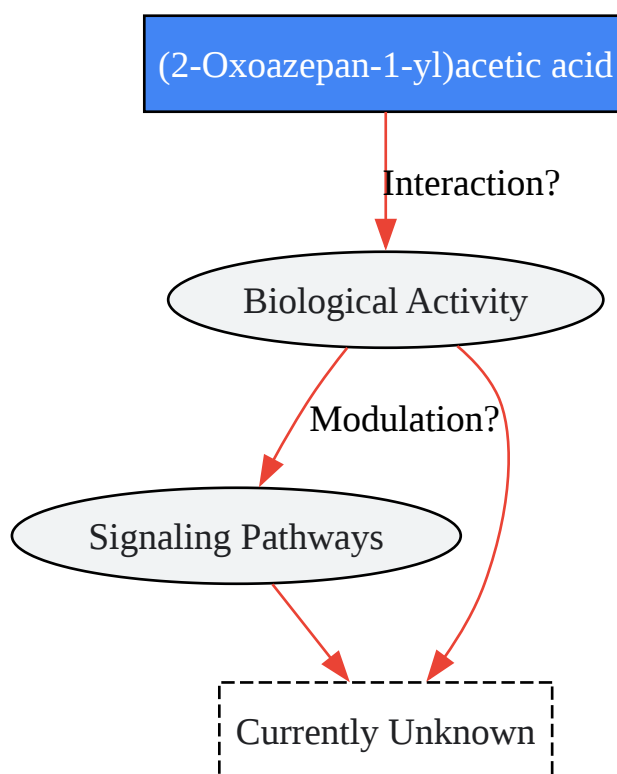 (2-Oxoazepan-1-yl)acetic acid
Interaction?
Biological Activity
Modulation?
Signaling Pathways
Currently Unknown